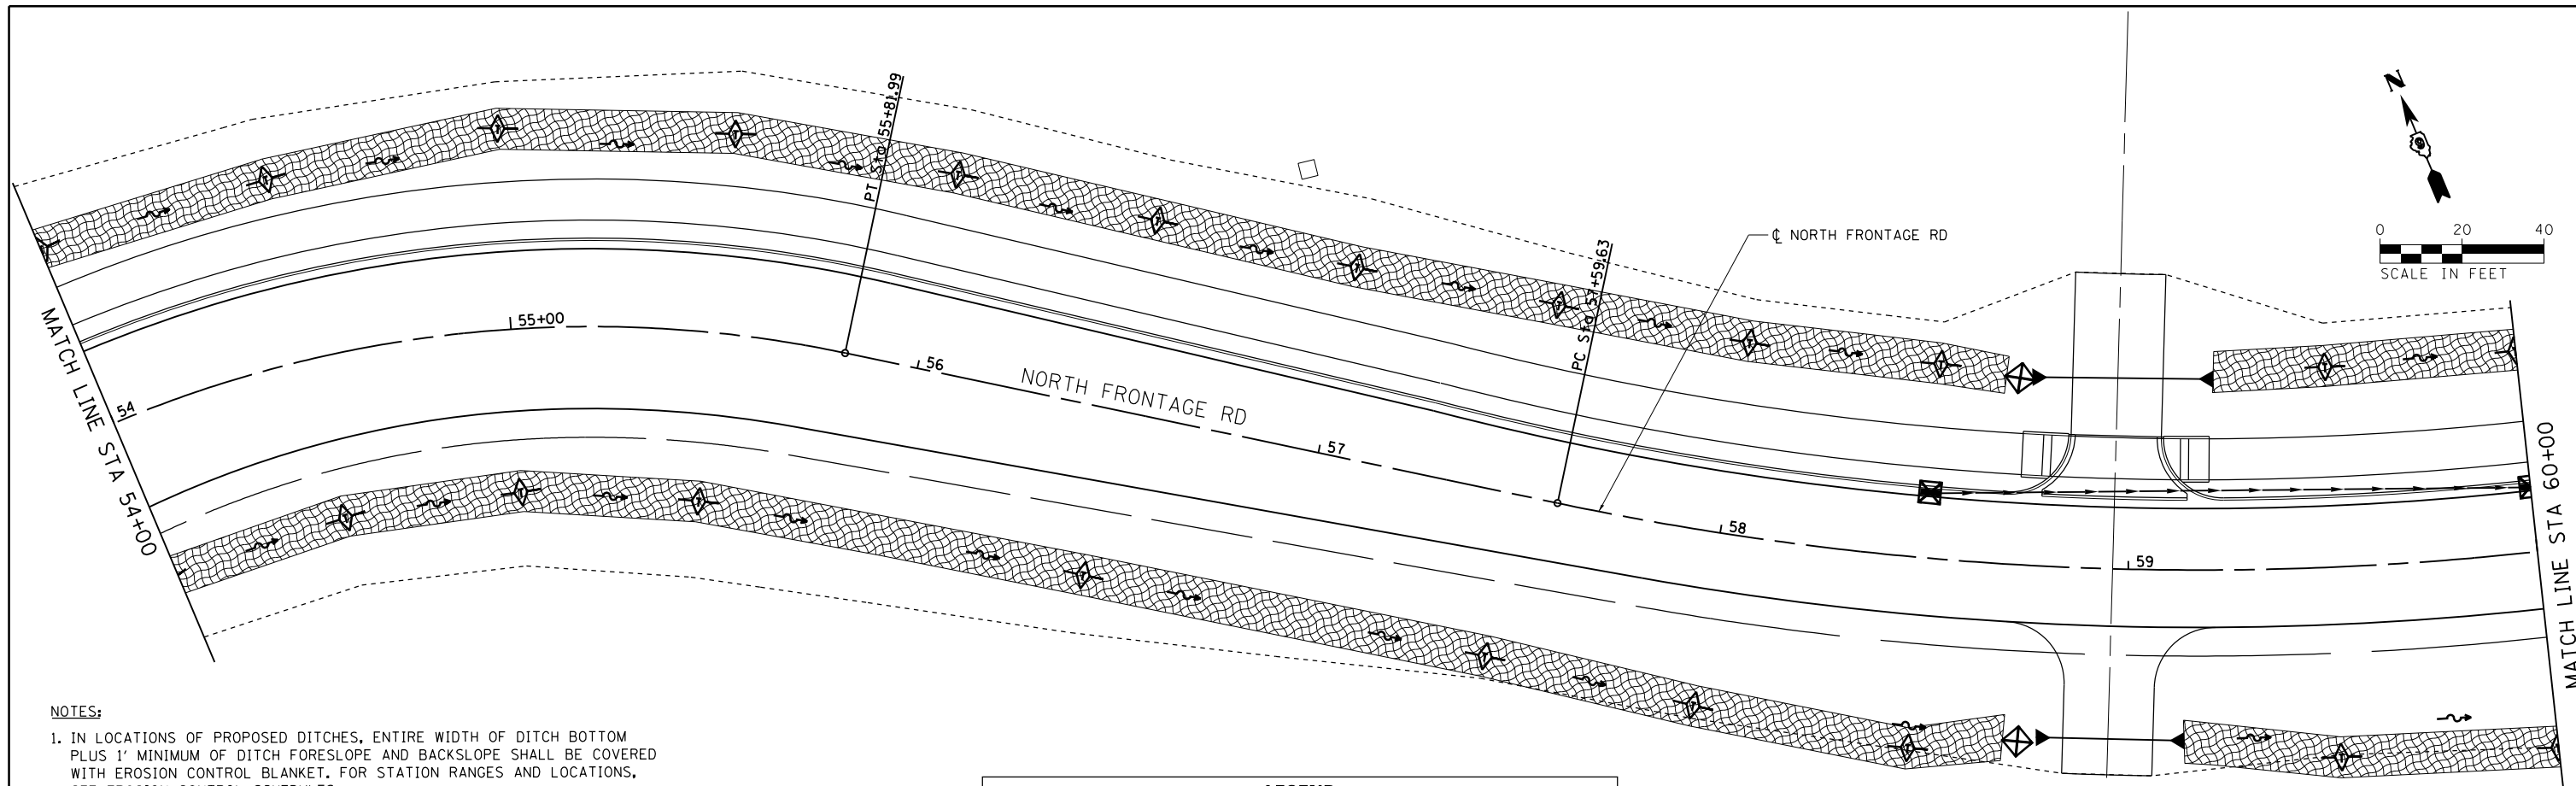 PT Sta 55+81.99
N
0 20 40
SCALE IN FEET
℄ NORTH FRONTAGE RD
PC Sta 57+59.63
MATCH LINE STA 54+00
54
55+00
56
NORTH FRONTAGE RD
57
58
59
MATCH LINE STA 60+00
NOTES:
1. IN LOCATIONS OF PROPOSED DITCHES, ENTIRE WIDTH OF DITCH BOTTOM
PLUS 1' MINIMUM OF DITCH FORESLOPE AND BACKSLOPE SHALL BE COVERED
WITH EROSION CONTROL BLANKET. FOR STATION RANGES AND LOCATIONS,